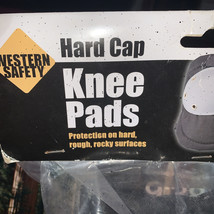 WESTERN
SAFETY
Hard Cap
Knee
Pads
Protection on hard,
rough, rocky surfaces